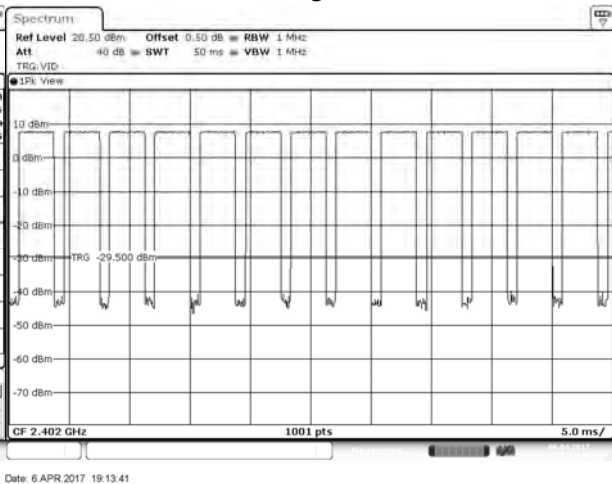 Spectrum
Ref Level 20.50 dBm Offset 0.50 dB RBW 1 MHz
Att 40 dB SWT 50 ms VBW 1 MHz
TRG:VID
1Pk View
10 dBm
0 dBm
-10 dBm
-20 dBm
-30 dBm
TRG -29.500 dBm
-40 dBm
-50 dBm
-60 dBm
-70 dBm
CF 2.402 GHz 1001 pts 5.0 ms/
Date: 6.APR.2017 19:13:41